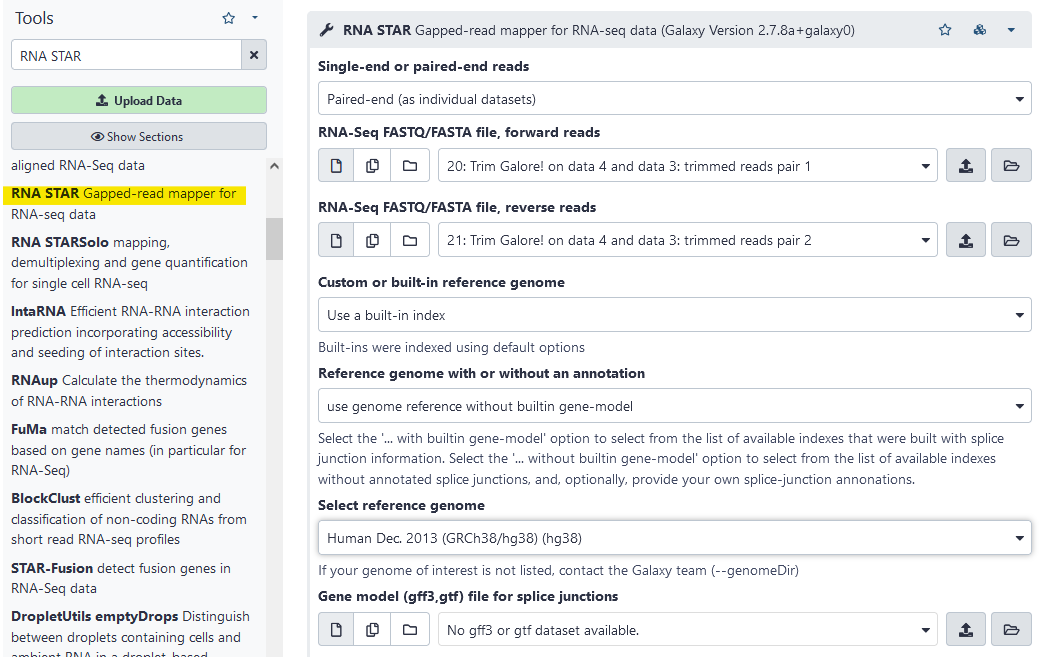 Tools
RNA STAR
Upload Data
Show Sections
aligned RNA-Seq data
RNA STAR Gapped-read mapper for
RNA-seq data
RNA STARSolo mapping,
demultiplexing and gene quantification
for single cell RNA-seq
IntaRNA Efficient RNA-RNA interaction
prediction incorporating accessibility
and seeding of interaction sites.
RNAup Calculate the thermodynamics
of RNA-RNA interactions
FuMa match detected fusion genes
based on gene names (in particular for
RNA-Seq)
BlockClust efficient clustering and
classification of non-coding RNAs from
short read RNA-seq profiles
STAR-Fusion detect fusion genes in
RNA-Seq data
DropletUtils emptyDrops Distinguish
between droplets containing cells and
ambient RNA in a droplet-based
RNA STAR Gapped-read mapper for RNA-seq data (Galaxy Version 2.7.8a+galaxy0)
Single-end or paired-end reads
Paired-end (as individual datasets)
RNA-Seq FASTQ/FASTA file, forward reads
20: Trim Galore! on data 4 and data 3: trimmed reads pair 1
RNA-Seq FASTQ/FASTA file, reverse reads
21: Trim Galore! on data 4 and data 3: trimmed reads pair 2
Custom or built-in reference genome
Use a built-in index
Built-ins were indexed using default options
Reference genome with or without an annotation
use genome reference without builtin gene-model
Select the '... with builtin gene-model' option to select from the list of available indexes that were built with splice
junction information. Select the '... without builtin gene-model' option to select from the list of available indexes
without annotated splice junctions, and, optionally, provide your own splice-junction annonations.
Select reference genome
Human Dec. 2013 (GRCh38/hg38) (hg38)
If your genome of interest is not listed, contact the Galaxy team (--genomeDir)
Gene model (gff3,gtf) file for splice junctions
No gff3 or gtf dataset available.